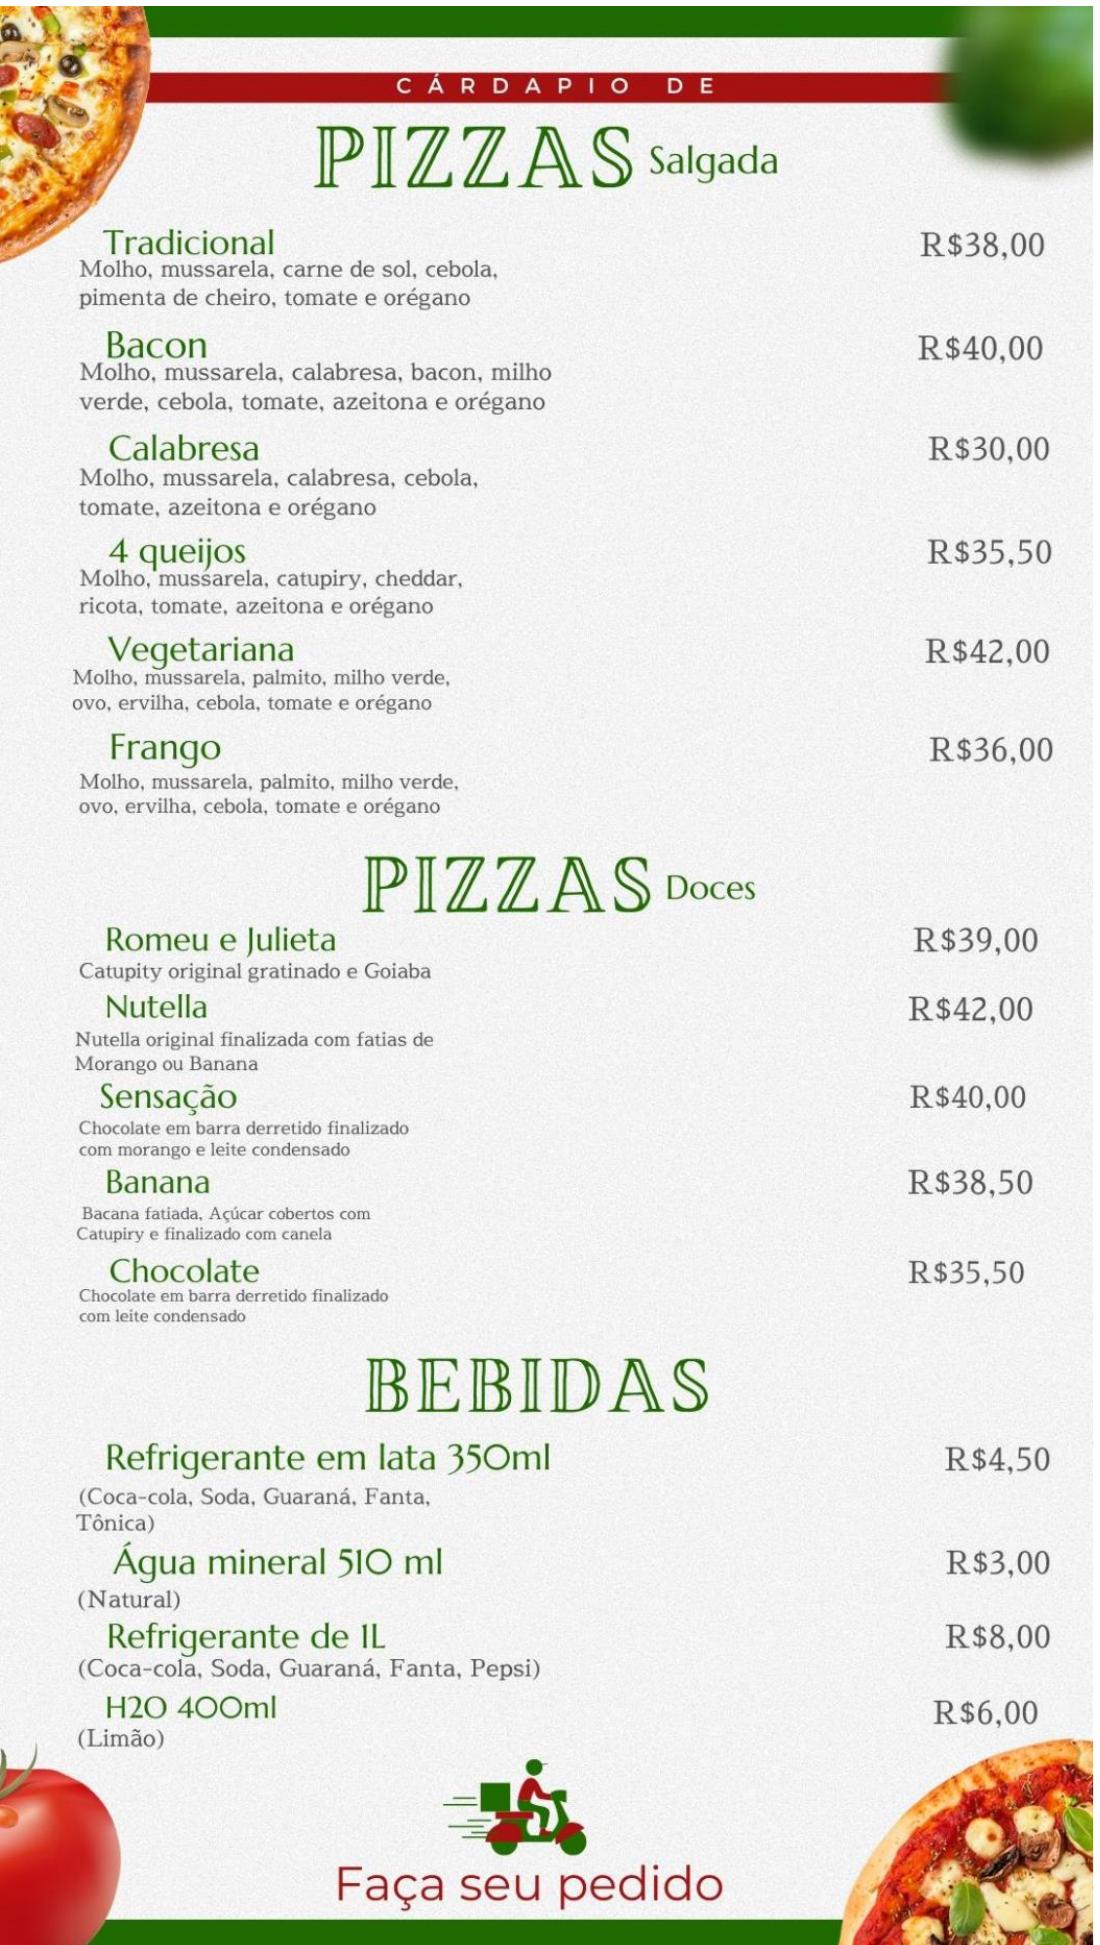 CÁRDAPIO DE
PIZZAS Salgada
Tradicional R$38,00
Molho, mussarela, carne de sol, cebola,
pimenta de cheiro, tomate e orégano
Bacon R$40,00
Molho, mussarela, calabresa, bacon, milho
verde, cebola, tomate, azeitona e orégano
Calabresa R$30,00
Molho, mussarela, calabresa, cebola,
tomate, azeitona e orégano
4 queijos R$35,50
Molho, mussarela, catupiry, cheddar,
ricota, tomate, azeitona e orégano
Vegetariana R$42,00
Molho, mussarela, palmito, milho verde,
ovo, ervilha, cebola, tomate e orégano
Frango R$36,00
Molho, mussarela, palmito, milho verde,
ovo, ervilha, cebola, tomate e orégano
PIZZAS Doces
Romeu e Julieta R$39,00
Catupity original gratinado e Goiaba
Nutella R$42,00
Nutella original finalizada com fatias de
Morango ou Banana
Sensação R$40,00
Chocolate em barra derretido finalizado
com morango e leite condensado
Banana R$38,50
Bacana fatiada, Açúcar cobertos com
Catupiry e finalizado com canela
Chocolate R$35,50
Chocolate em barra derretido finalizado
com leite condensado
BEBIDAS
Refrigerante em lata 350ml R$4,50
(Coca-cola, Soda, Guaraná, Fanta,
Tônica)
Água mineral 510 ml R$3,00
(Natural)
Refrigerante de 1L R$8,00
(Coca-cola, Soda, Guaraná, Fanta, Pepsi)
H2O 400ml R$6,00
(Limão)
Faça seu pedido